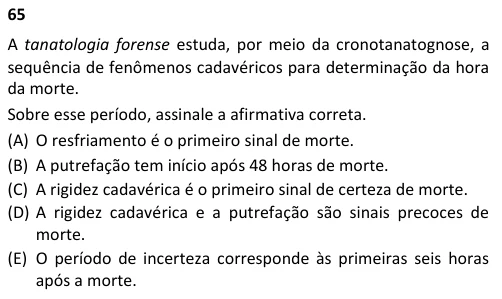 65
A tanatologia forense estuda, por meio da cronotanatognose, a
sequência de fenômenos cadavéricos para determinação da hora
da morte.
Sobre esse período, assinale a afirmativa correta.
(A) O resfriamento é o primeiro sinal de morte.
(B) A putrefação tem início após 48 horas de morte.
(C) A rigidez cadavérica é o primeiro sinal de certeza de morte.
(D) A rigidez cadavérica e a putrefação são sinais precoces de
morte.
(E) O período de incerteza corresponde às primeiras seis horas
após a morte.